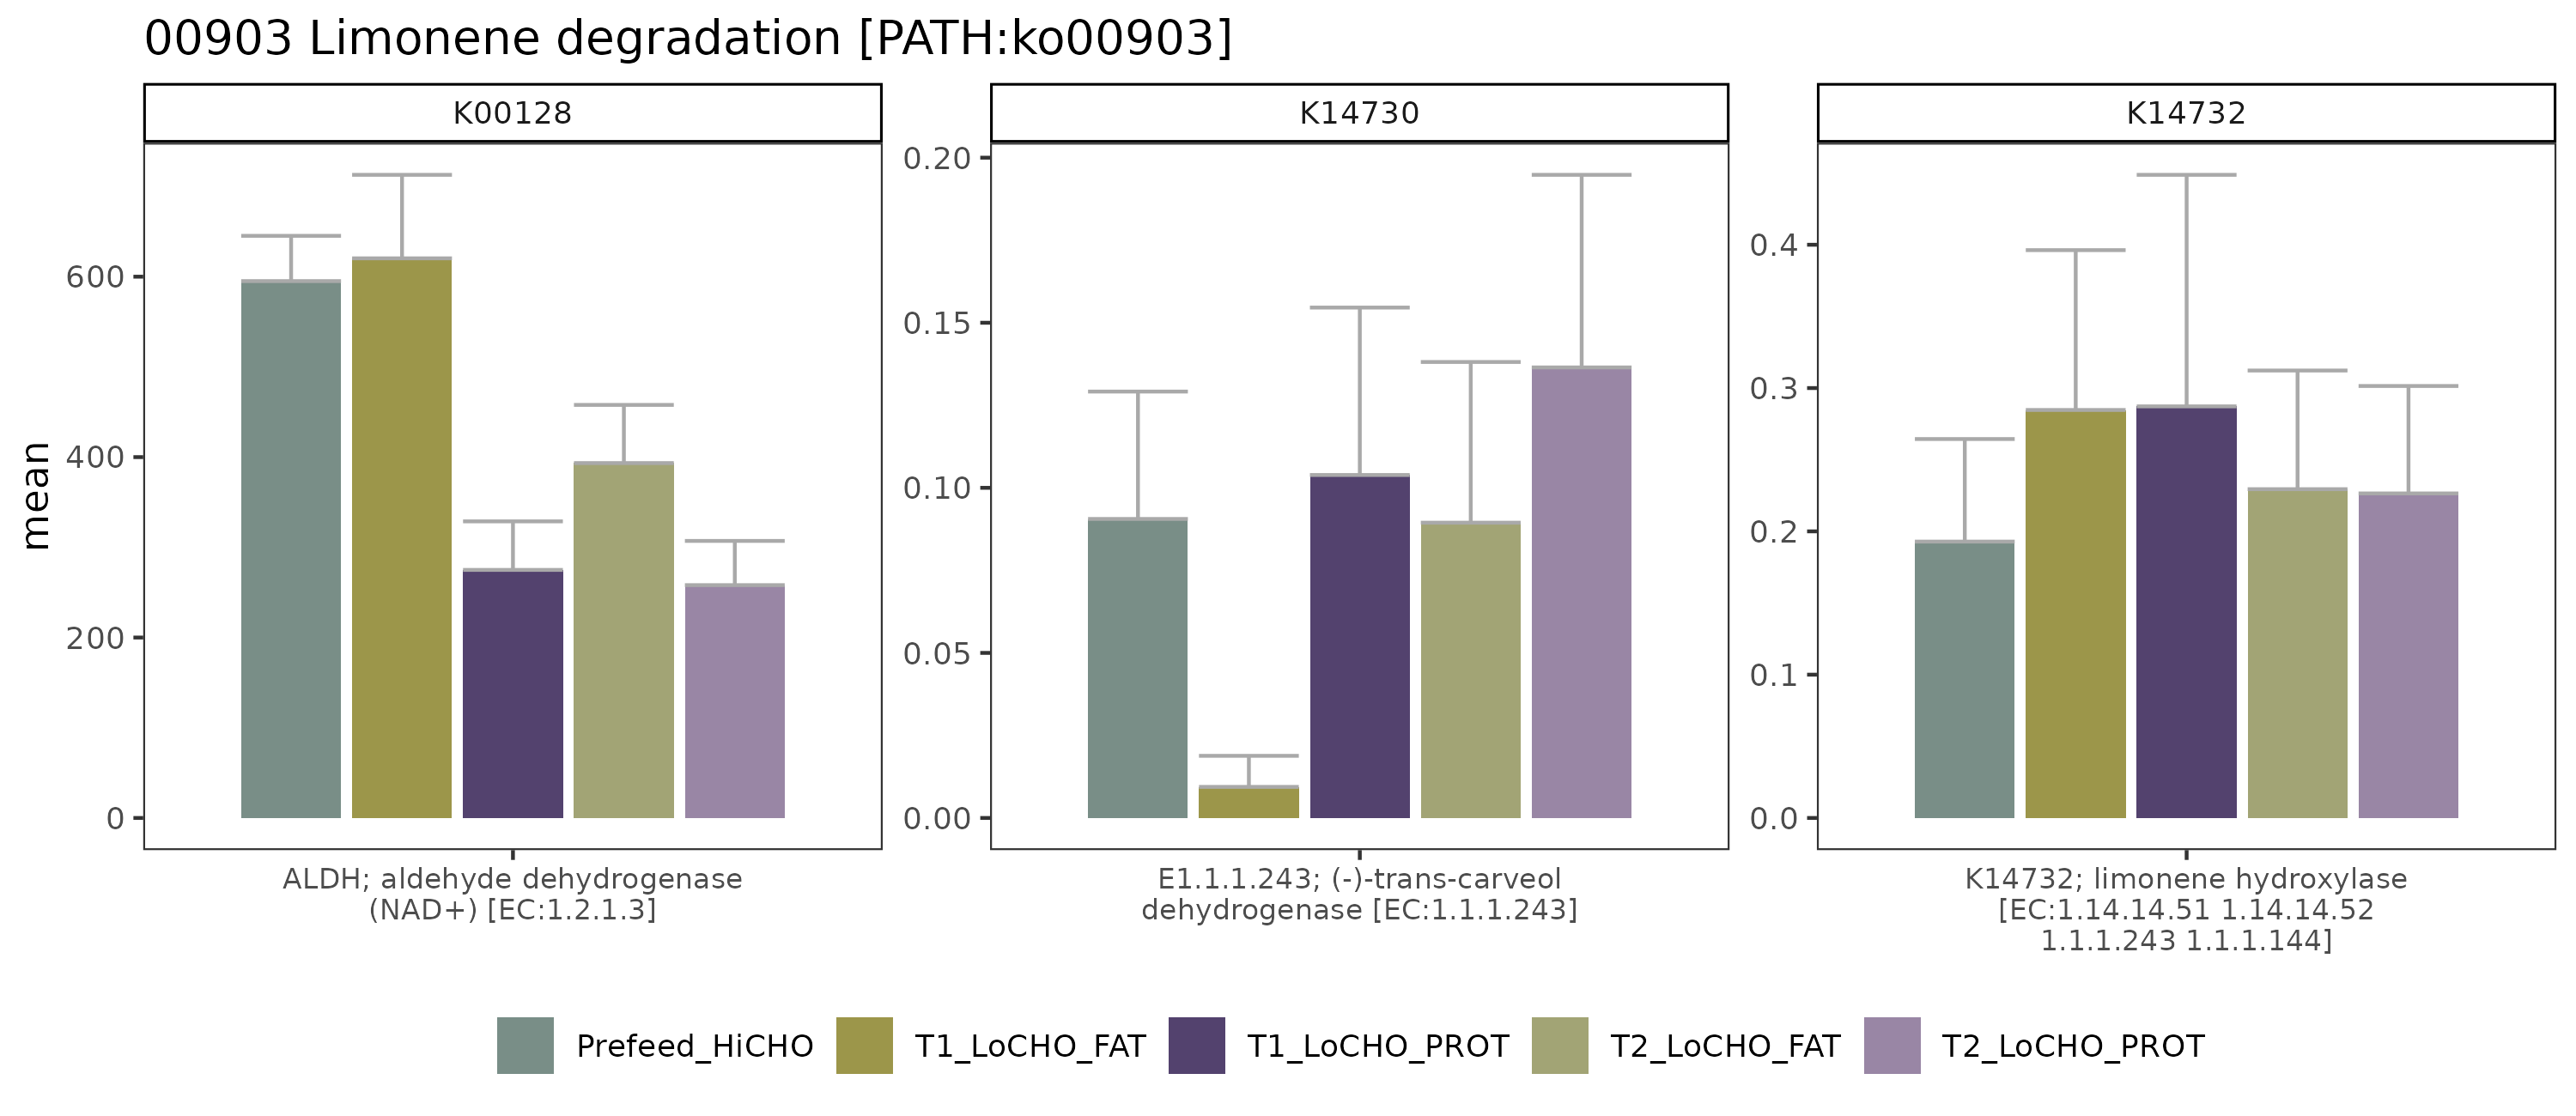 00903 Limonene degradation [PATH:ko00903]
K00128
K14730
K14732
mean
600
400
200
0
0.20
0.15
0.10
0.05
0.00
0.4
0.3
0.2
0.1
0.0
ALDH; aldehyde dehydrogenase
(NAD+) [EC:1.2.1.3]
E1.1.1.243; (-)-trans-carveol
dehydrogenase [EC:1.1.1.243]
K14732; limonene hydroxylase
[EC:1.14.14.51 1.14.14.52
1.1.1.243 1.1.1.144]
Prefeed_HiCHO
T1_LoCHO_FAT
T1_LoCHO_PROT
T2_LoCHO_FAT
T2_LoCHO_PROT